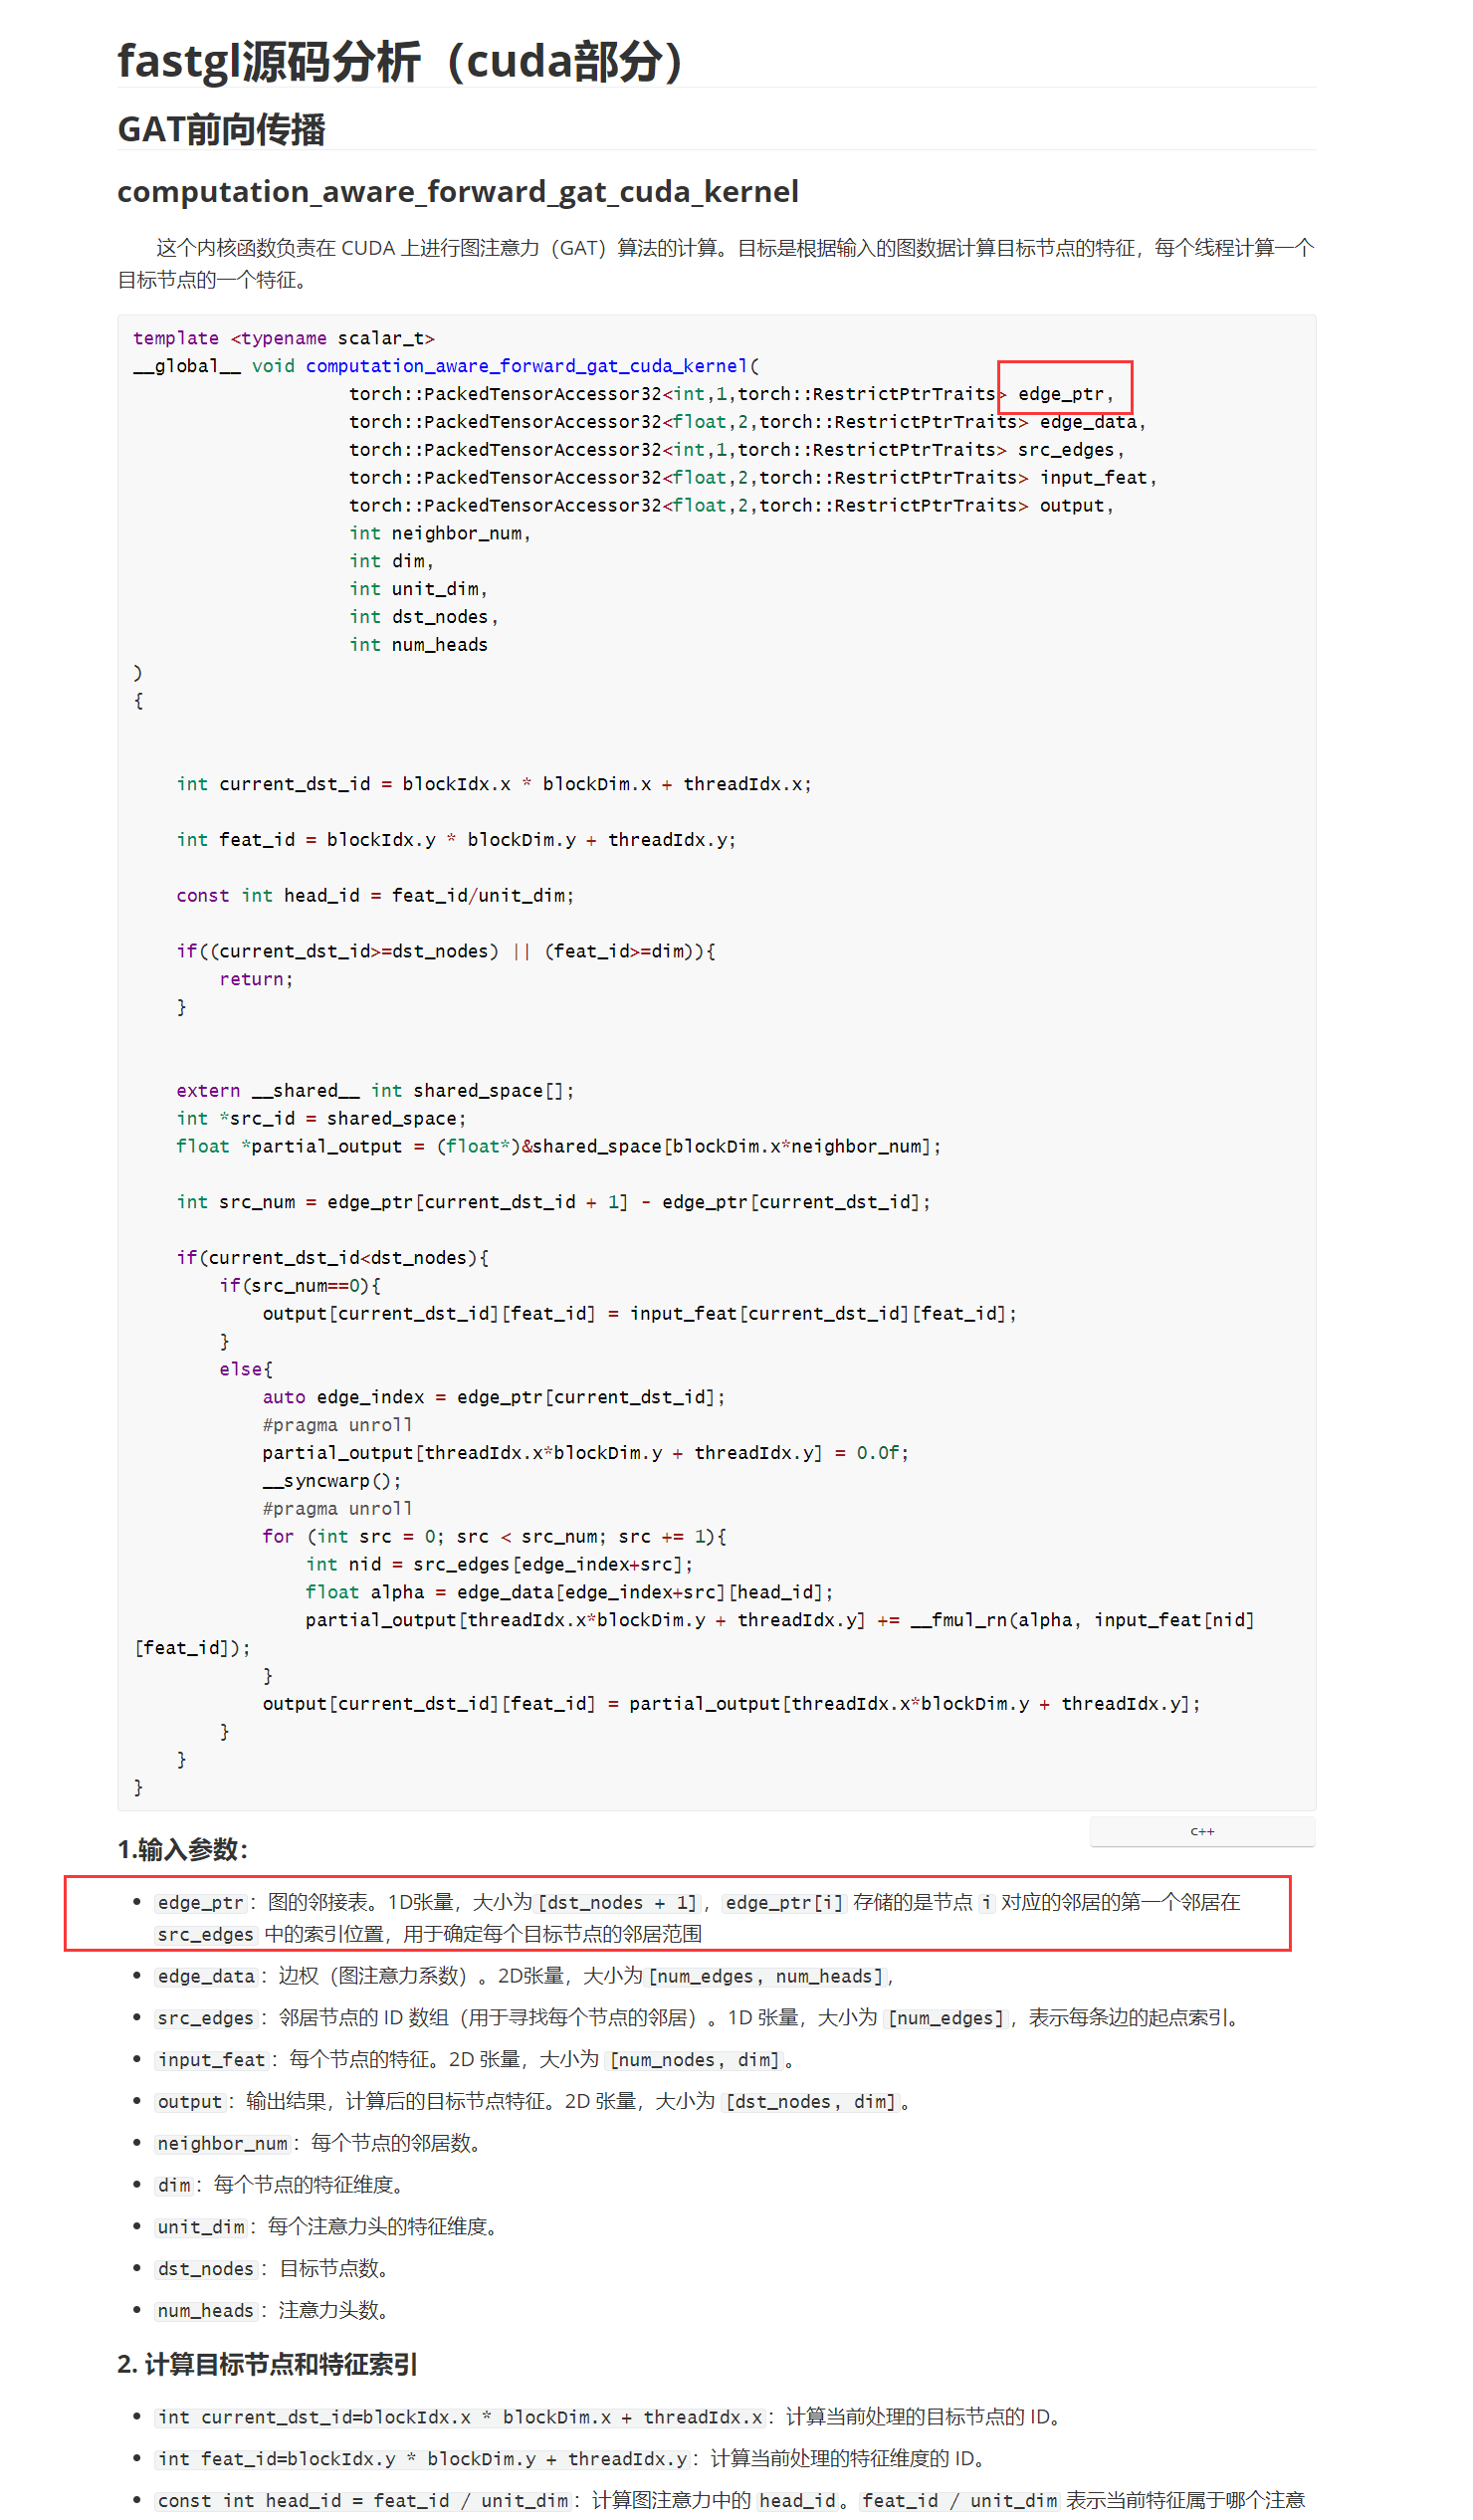 fastgl源码分析（cuda部分）
GAT前向传播
computation_aware_forward_gat_cuda_kernel
这个内核函数负责在 CUDA 上进行图注意力（GAT）算法的计算。目标是根据输入的图数据计算目标节点的特征，每个线程计算一个
目标节点的一个特征。
template <typename scalar_t>
__global__ void computation_aware_forward_gat_cuda_kernel(
torch::PackedTensorAccessor32<int,1,torch::RestrictPtrTraits> edge_ptr,
torch::PackedTensorAccessor32<float,2,torch::RestrictPtrTraits> edge_data,
torch::PackedTensorAccessor32<int,1,torch::RestrictPtrTraits> src_edges,
torch::PackedTensorAccessor32<float,2,torch::RestrictPtrTraits> input_feat,
torch::PackedTensorAccessor32<float,2,torch::RestrictPtrTraits> output,
int neighbor_num,
int dim,
int unit_dim,
int dst_nodes,
int num_heads
)
{
int current_dst_id = blockIdx.x * blockDim.x + threadIdx.x;
int feat_id = blockIdx.y * blockDim.y + threadIdx.y;
const int head_id = feat_id/unit_dim;
if((current_dst_id>=dst_nodes) || (feat_id>=dim)){
return;
}
extern __shared__ int shared_space[];
int *src_id = shared_space;
float *partial_output = (float*)&shared_space[blockDim.x*neighbor_num];
int src_num = edge_ptr[current_dst_id + 1] - edge_ptr[current_dst_id];
if(current_dst_id<dst_nodes){
if(src_num==0){
output[current_dst_id][feat_id] = input_feat[current_dst_id][feat_id];
}
else{
auto edge_index = edge_ptr[current_dst_id];
#pragma unroll
partial_output[threadIdx.x*blockDim.y + threadIdx.y] = 0.0f;
__syncwarp();
#pragma unroll
for (int src = 0; src < src_num; src += 1){
int nid = src_edges[edge_index+src];
float alpha = edge_data[edge_index+src][head_id];
partial_output[threadIdx.x*blockDim.y + threadIdx.y] += __fmul_rn(alpha, input_feat[nid]
[feat_id]);
}
output[current_dst_id][feat_id] = partial_output[threadIdx.x*blockDim.y + threadIdx.y];
}
}
}
c++
1.输入参数：
• edge_ptr：图的邻接表。1D张量，大小为[dst_nodes + 1]，edge_ptr[i] 存储的是节点 i 对应的邻居的第一个邻居在
src_edges 中的索引位置，用于确定每个目标节点的邻居范围
• edge_data：边权（图注意力系数）。2D张量，大小为[num_edges, num_heads]，
• src_edges：邻居节点的 ID 数组（用于寻找每个节点的邻居）。1D 张量，大小为 [num_edges]，表示每条边的起点索引。
• input_feat：每个节点的特征。2D 张量，大小为 [num_nodes, dim]。
• output：输出结果，计算后的目标节点特征。2D 张量，大小为 [dst_nodes, dim]。
• neighbor_num：每个节点的邻居数。
• dim：每个节点的特征维度。
• unit_dim：每个注意力头的特征维度。
• dst_nodes：目标节点数。
• num_heads：注意力头数。
2. 计算目标节点和特征索引
• int current_dst_id=blockIdx.x * blockDim.x + threadIdx.x：计算当前处理的目标节点的 ID。
• int feat_id=blockIdx.y * blockDim.y + threadIdx.y：计算当前处理的特征维度的 ID。
• const int head_id = feat_id / unit_dim：计算图注意力中的 head_id。feat_id / unit_dim 表示当前特征属于哪个注意